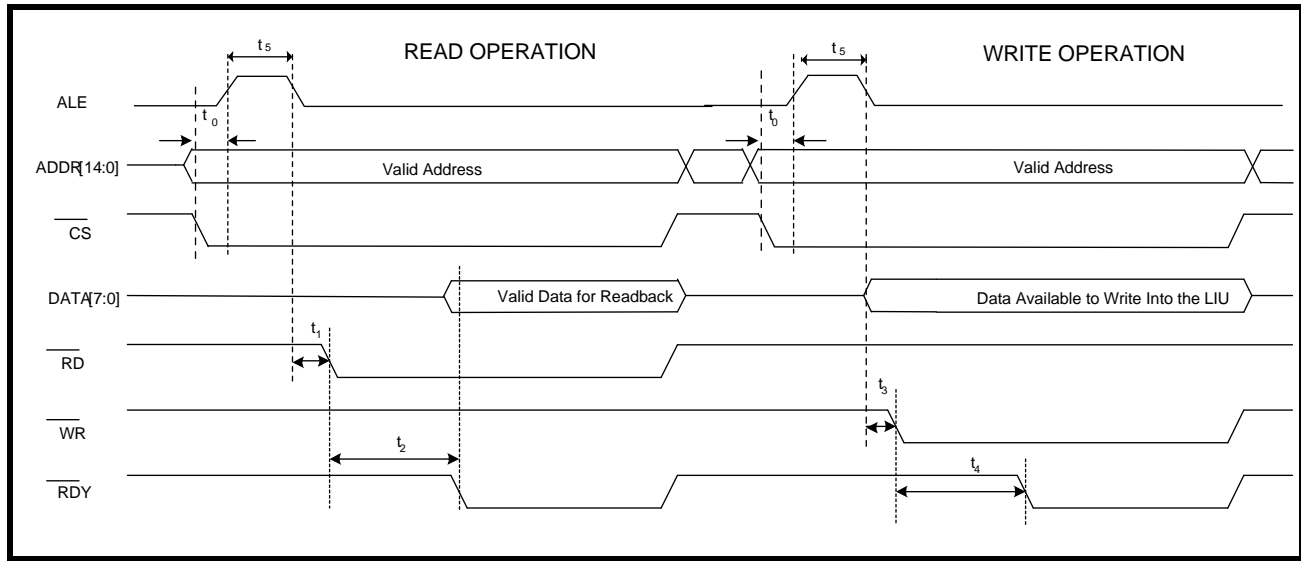 READ OPERATION
WRITE OPERATION
t5
t5
ALE
t0
t0
ADDR[14:0]
Valid Address
Valid Address
CS
DATA[7:0]
Valid Data for Readback
Data Available to Write Into the LIU
t1
RD
t3
WR
t2
t4
RDY